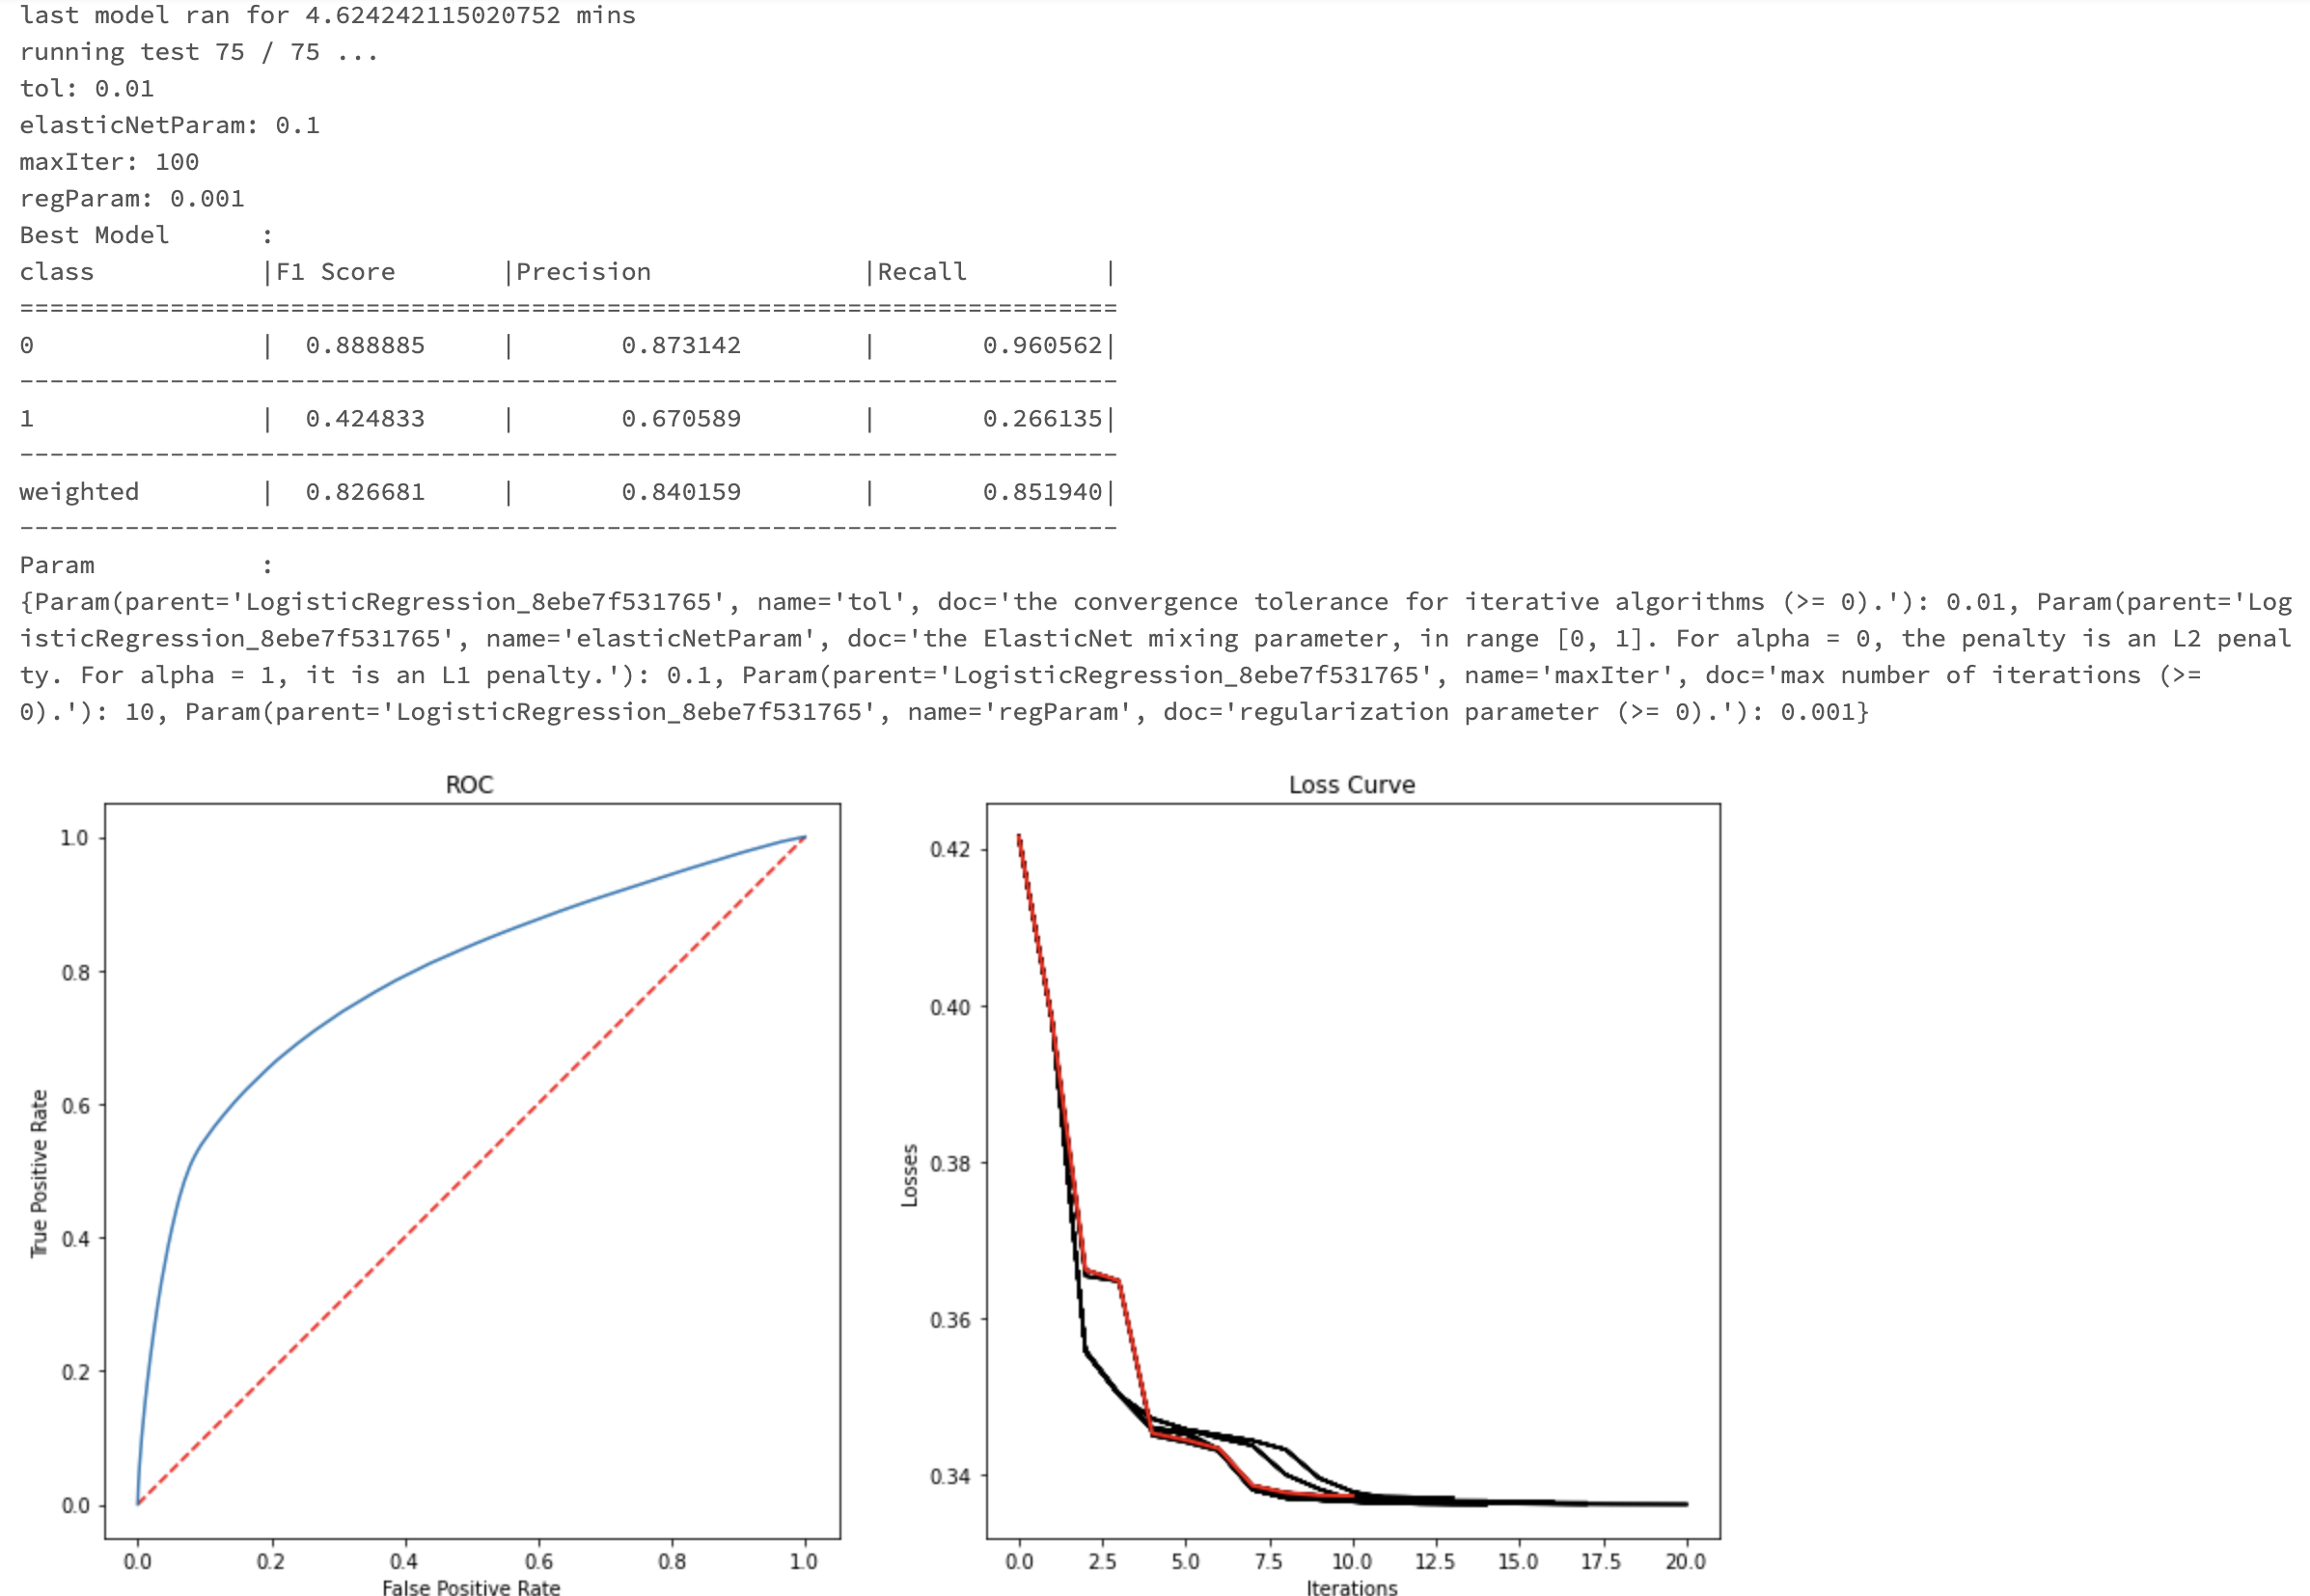 last model ran for 4.624242115020752 mins
running test 75 / 75 ...
tol: 0.01
elasticNetParam: 0.1
maxIter: 100
regParam: 0.001
Best Model :
class |F1 Score |Precision |Recall |
=========================================================================
0 | 0.888885 | 0.873142 | 0.960562|
-------------------------------------------------------------------------
1 | 0.424833 | 0.670589 | 0.266135|
-------------------------------------------------------------------------
weighted | 0.826681 | 0.840159 | 0.851940|
-------------------------------------------------------------------------
Param :
{Param(parent='LogisticRegression_8ebe7f531765', name='tol', doc='the convergence tolerance for iterative algorithms (>= 0).'): 0.01, Param(parent='Log
isticRegression_8ebe7f531765', name='elasticNetParam', doc='the ElasticNet mixing parameter, in range [0, 1]. For alpha = 0, the penalty is an L2 penal
ty. For alpha = 1, it is an L1 penalty.'): 0.1, Param(parent='LogisticRegression_8ebe7f531765', name='maxIter', doc='max number of iterations (>=
0).'): 10, Param(parent='LogisticRegression_8ebe7f531765', name='regParam', doc='regularization parameter (>= 0).'): 0.001}
ROC
1.0
0.8
0.6
0.4
0.2
0.0
True Positive Rate
0.0 0.2 0.4 0.6 0.8 1.0
False Positive Rate
Loss Curve
0.42
0.40
0.38
0.36
0.34
Losses
0.0 2.5 5.0 7.5 10.0 12.5 15.0 17.5 20.0
Iterations